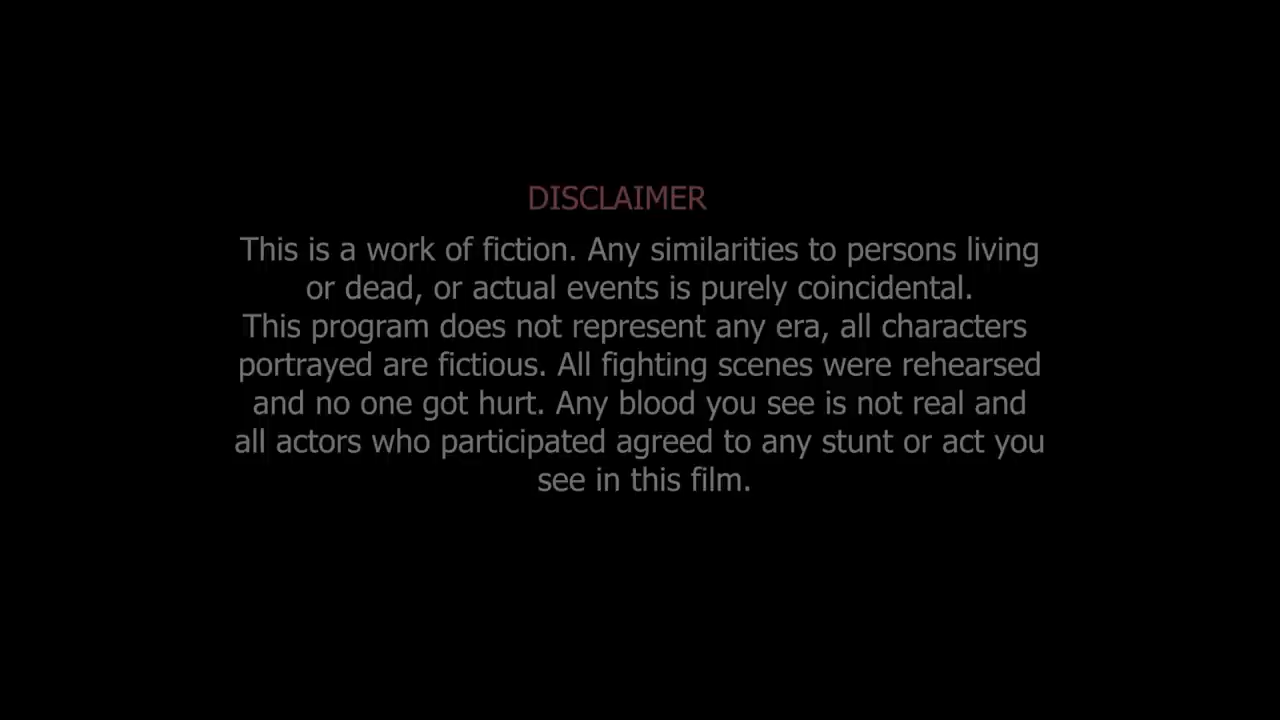 DISCLAIMER
This is a work of fiction. Any similarities to persons living
or dead, or actual events is purely coincidental.
This program does not represent any era, all characters
portrayed are fictious. All fighting scenes were rehearsed
and no one got hurt. Any blood you see is not real and
all actors who participated agreed to any stunt or act you
see in this film.